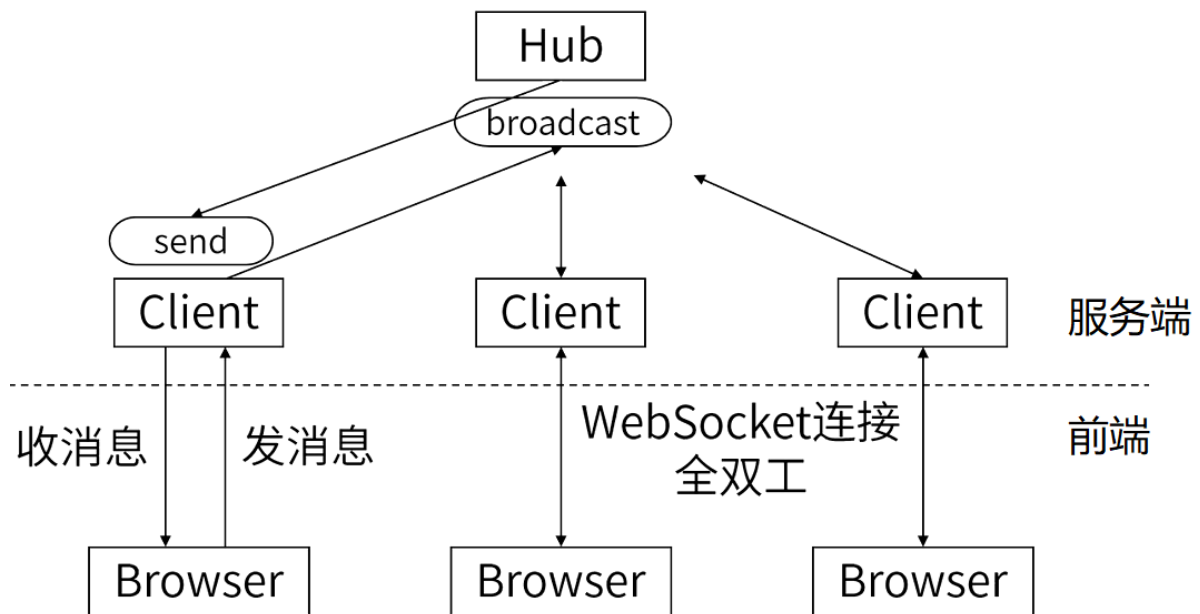 Hub
broadcast
send
Client
Client
Client
服务端
收消息
发消息
WebSocket连接
全双工
前端
Browser
Browser
Browser